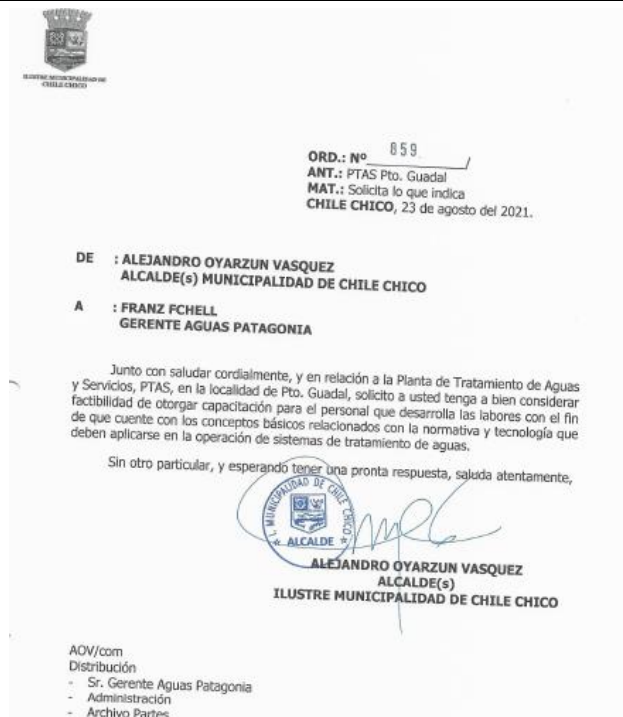 ILUSTRE MUNICIPALIDAD DE
CHILE CHICO
ORD.: Nº 859 /
ANT.: PTAS Pto. Guadal
MAT.: Solicita lo que indica
CHILE CHICO, 23 de agosto del 2021.
DE : ALEJANDRO OYARZUN VASQUEZ
ALCALDE(s) MUNICIPALIDAD DE CHILE CHICO
A : FRANZ FCHELL
GERENTE AGUAS PATAGONIA
Junto con saludar cordialmente, y en relación a la Planta de Tratamiento de Aguas
y Servicios, PTAS, en la localidad de Pto. Guadal, solicito a usted tenga a bien considerar
factibilidad de otorgar capacitación para el personal que desarrolla las labores con el fin
de que cuente con los conceptos básicos relacionados con la normativa y tecnología que
deben aplicarse en la operación de sistemas de tratamiento de aguas.
Sin otro particular, y esperando tener una pronta respuesta, saluda atentamente,
I. MUNICIPALIDAD DE CHILE CHICO
ALCALDE
ALEJANDRO OYARZUN VASQUEZ
ALCALDE(s)
ILUSTRE MUNICIPALIDAD DE CHILE CHICO
AOV/com
Distribución
- Sr. Gerente Aguas Patagonia
- Administración
- Archivo Partes